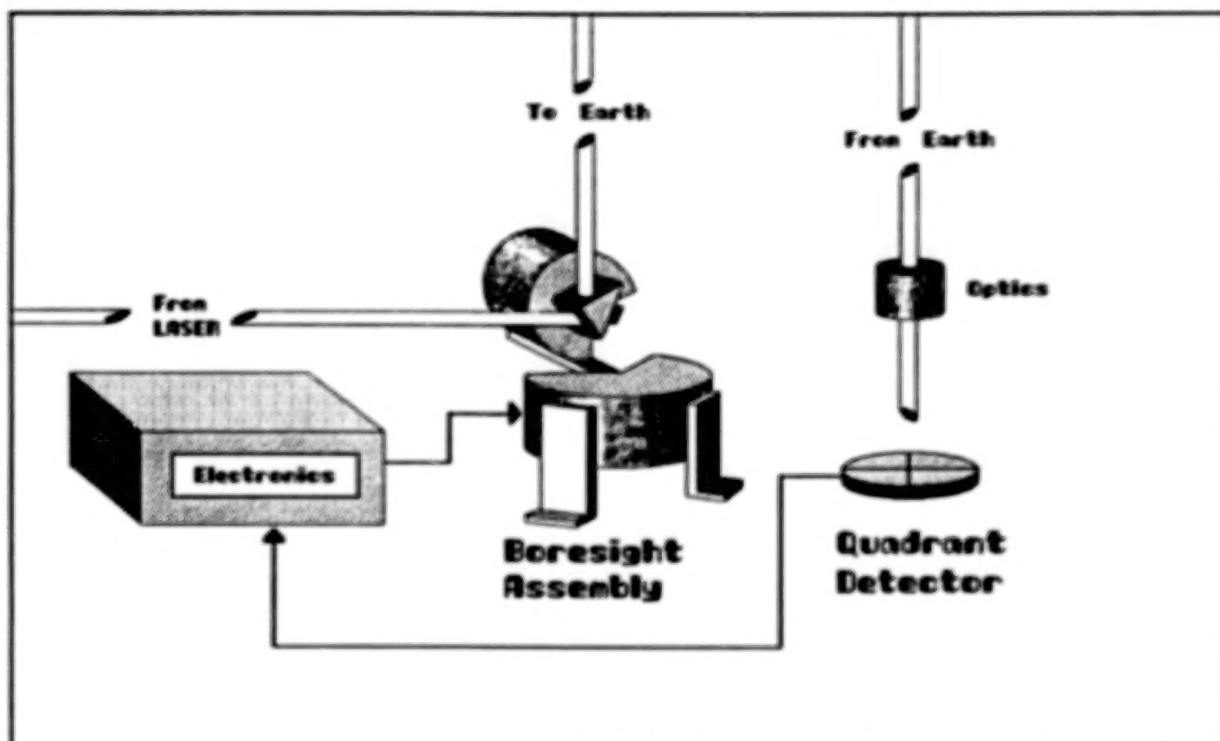 To Earth
From Earth
Optics
From
LASER
Electronics
Boresight
Assembly
Quadrant
Detector